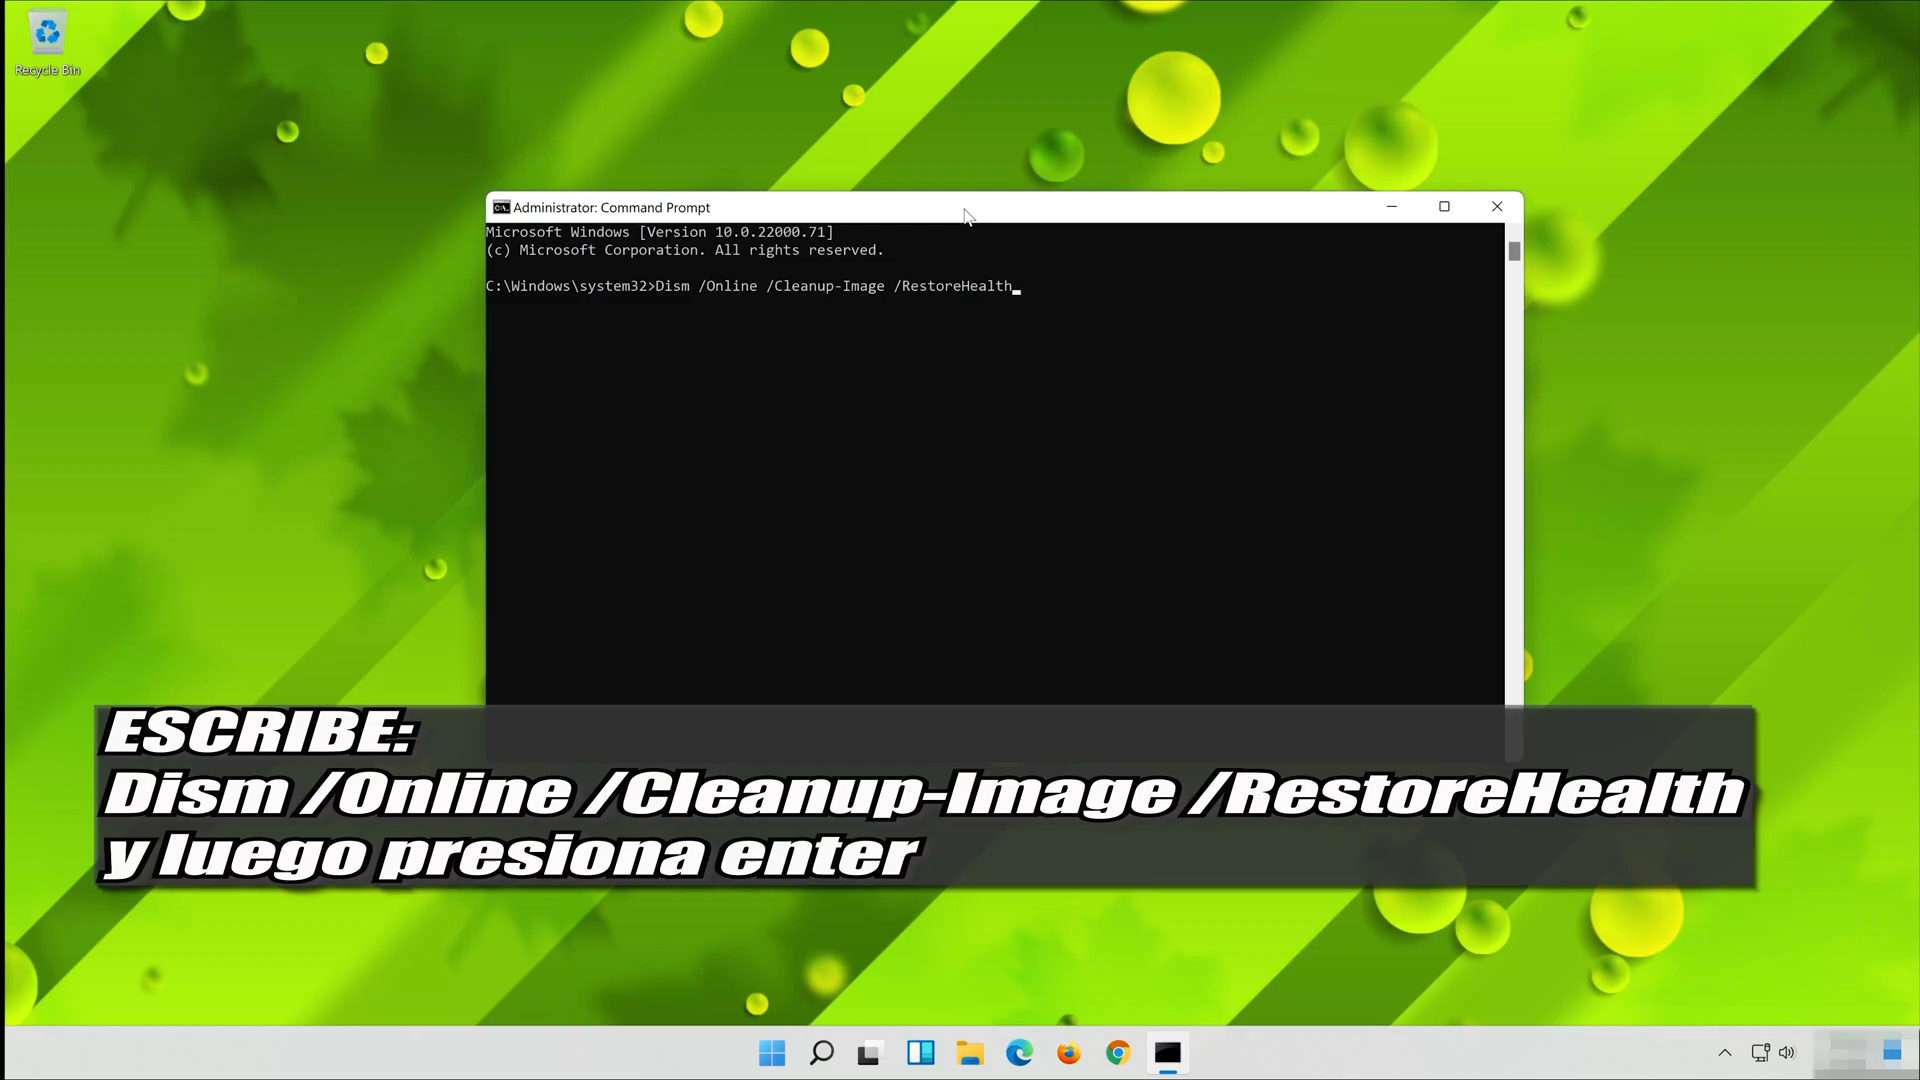 Recycle Bin
Administrator: Command Prompt
Microsoft Windows [Version 10.0.22000.71]
(c) Microsoft Corporation. All rights reserved.
C:\Windows\system32>Dism /Online /Cleanup-Image /RestoreHealth
ESCRIBE:
Dism /Online /Cleanup-Image /RestoreHealth
y luego presiona enter